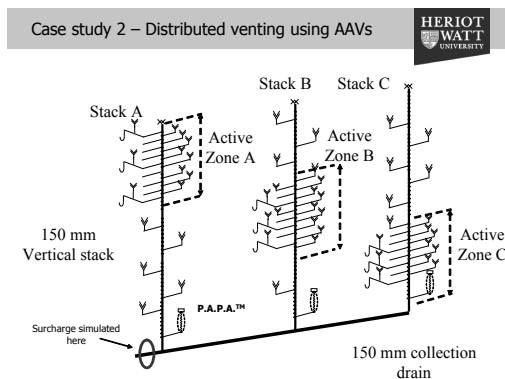 Case study 2 – Distributed venting using AAVs
HERIOT
WATT
UNIVERSITY
Stack A
Stack B
Stack C
Active
Zone A
Active
Zone B
150 mm
Vertical stack
Active
Zone C
P.A.P.A.™
Surcharge simulated
here
150 mm collection
drain